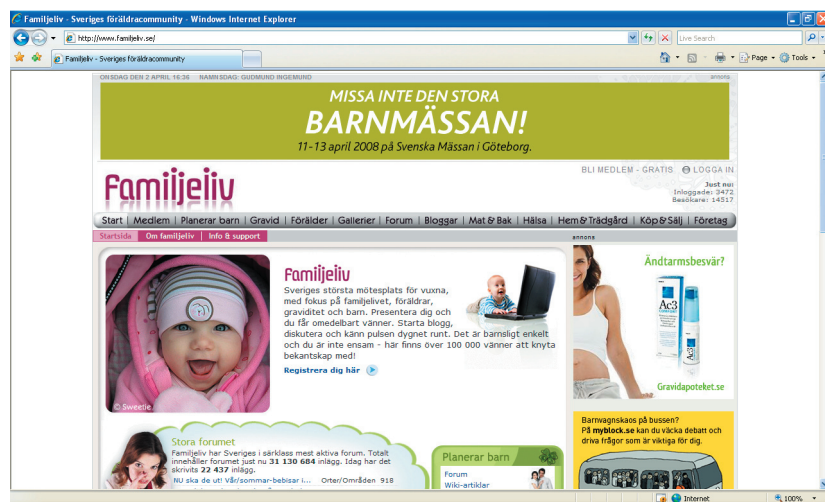 Familjeliv - Sveriges föräldracommunity - Windows Internet Explorer
http://www.familjeliv.se/
Live Search
Familjeliv - Sveriges föräldracommunity
Page
Tools
ONSDAG DEN 2 APRIL 16:36 NAMNSDAG: GUDMUND INGEMUND
annons
MISSA INTE DEN STORA
BARNMÄSSAN!
11-13 april 2008 på Svenska Mässan i Göteborg.
Familjeliv
BLI MEDLEM - GRATIS LOGGA IN
Just nu:
Inloggade: 3472
Besökare: 14517
Start | Medlem | Planerar barn | Gravid | Förälder | Gallerier | Forum | Bloggar | Mat & Bak | Hälsa | Hem & Trädgård | Köp & Sälj | Företag
Startsida Om familjeliv Info & support
annons
Familjeliv
Sveriges största mötesplats för vuxna,
med fokus på familjelivet, föräldrar,
graviditet och barn. Presentera dig och
du får omedelbart vänner. Starta blogg,
diskutera och känn pulsen dygnet runt. Det är barnsligt enkelt
och du är inte ensam - här finns över 100 000 vänner att knyta
bekantskap med!
Registrera dig här
© Sweetie
Ändtarmsbesvär?
Ac3
COMFORT
Ac3
Gravidapoteket.se
Stora forumet
Familjeliv har Sveriges i särklass mest aktiva forum. Totalt
innehåller forumet just nu 31 130 684 inlägg. Idag har det
skrivits 22 437 inlägg.
NU ska de ut! Vår/sommar-bebisar i... Orter/Områden 918
Planerar barn
Forum
Wiki-artiklar
Barnvagnskaos på bussen?
På myblock.se kan du väcka debatt och
driva frågor som är viktiga för dig.
Internet
100%